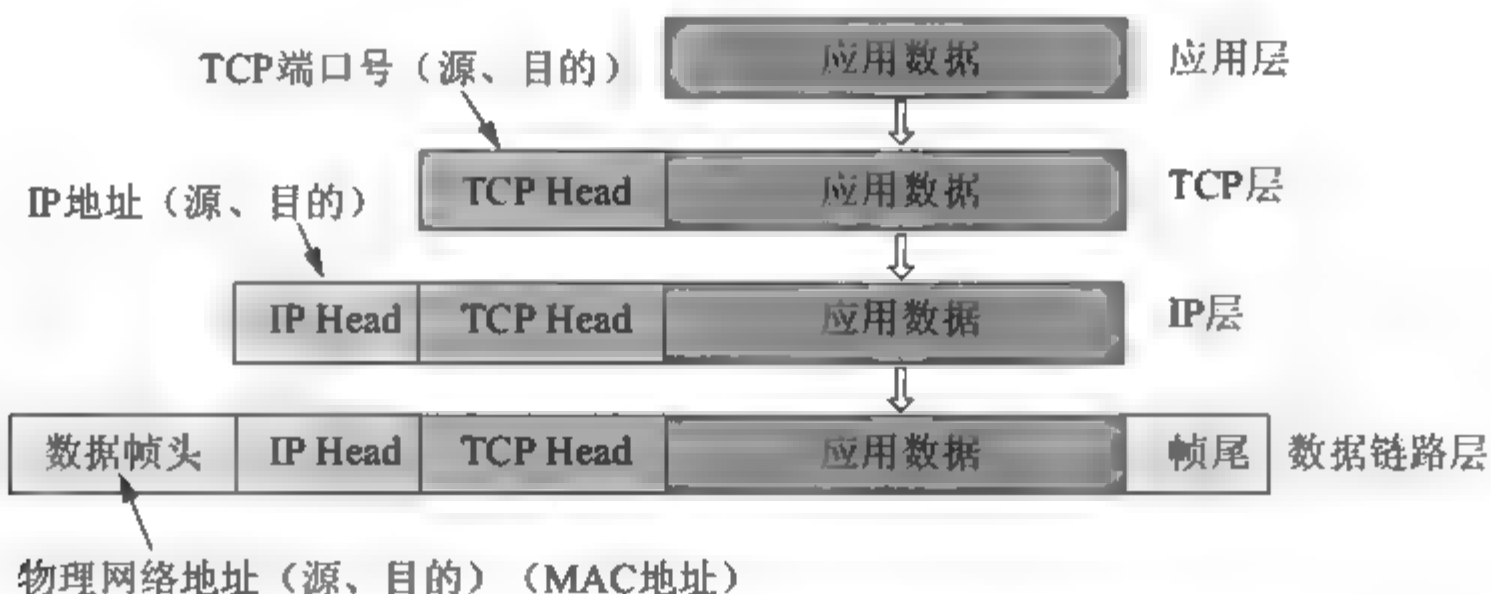 应用数据 应用层
TCP端口号（源、目的）
TCP Head 应用数据 TCP层
IP地址（源、目的）
IP Head TCP Head 应用数据 IP层
数据帧头 IP Head TCP Head 应用数据 帧尾 数据链路层
物理网络地址（源、目的）（MAC地址）